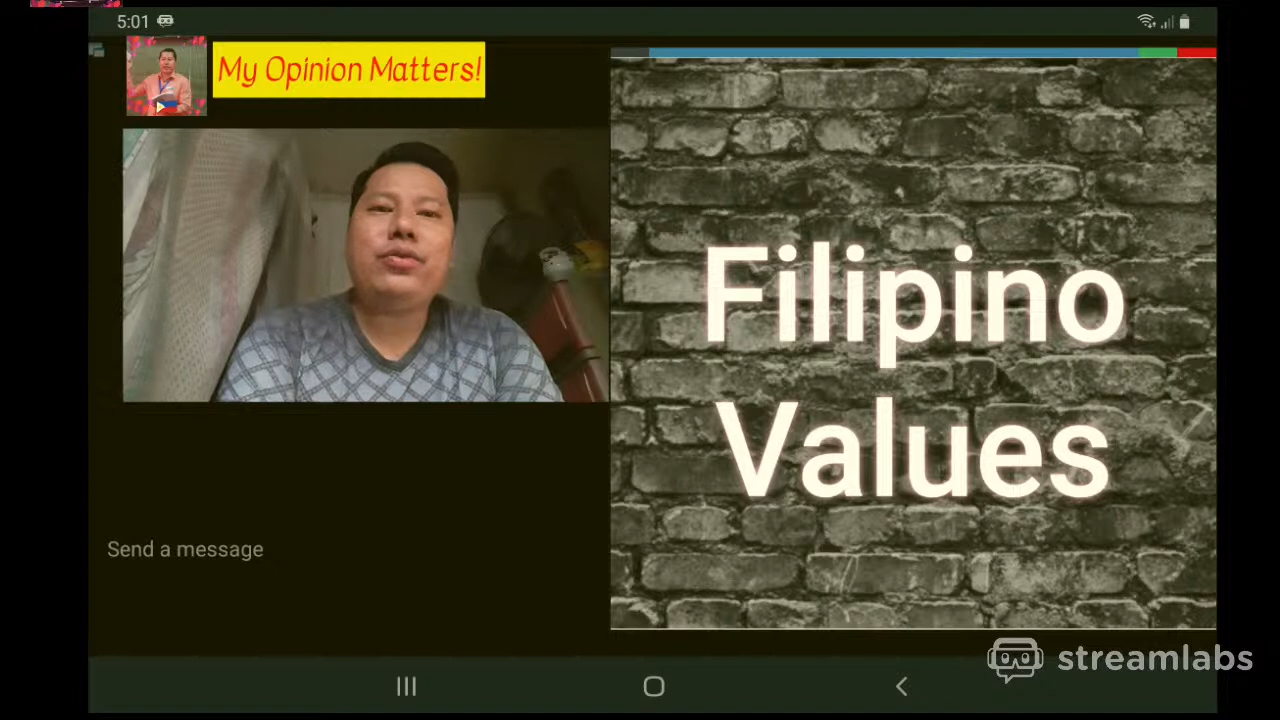 5:01
My Opinion Matters!
Filipino
Values
Send a message
streamlabs